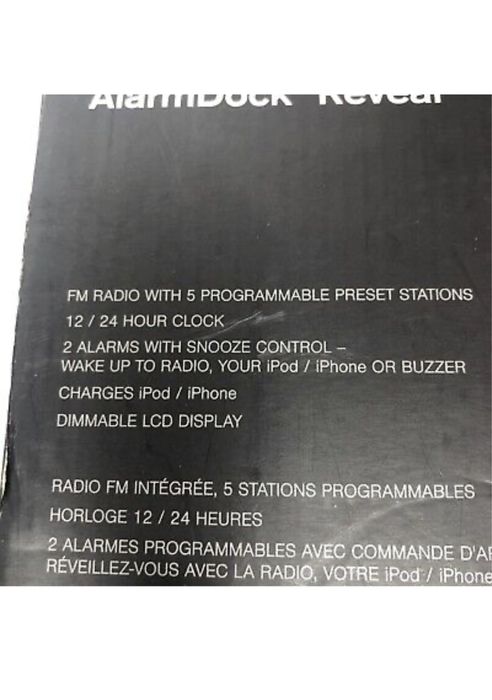 AlarmDock Reveal
FM RADIO WITH 5 PROGRAMMABLE PRESET STATIONS
12 / 24 HOUR CLOCK
2 ALARMS WITH SNOOZE CONTROL –
WAKE UP TO RADIO, YOUR iPod / iPhone OR BUZZER
CHARGES iPod / iPhone
DIMMABLE LCD DISPLAY
RADIO FM INTÉGRÉE, 5 STATIONS PROGRAMMABLES
HORLOGE 12 / 24 HEURES
2 ALARMES PROGRAMMABLES AVEC COMMANDE
RÉVEILLEZ-VOUS AVEC LA RADIO, VOTRE iPod / iPhone